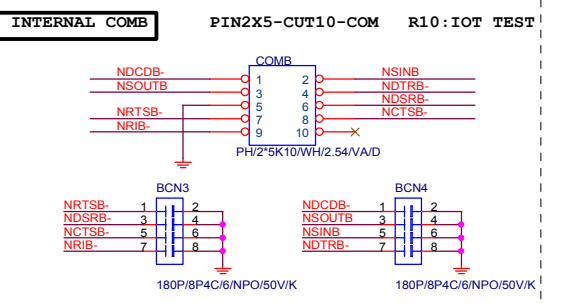 INTERNAL COMB PIN2X5-CUT10-COM R10:IOT TEST
COMB
NDCDB- 1 2 NSINB
NSOUTB 3 4 NDTRB-
5 6 NDSRB-
NRTSB- 7 8 NCTSB-
NRIB- 9 10
PH/2*5K10/WH/2.54/VA/D
BCN3
NRTSB- 1 2
NDSRB- 3 4
NCTSB- 5 6
NRIB- 7 8
180P/8P4C/6/NPO/50V/K
BCN4
NDCDB- 1 2
NSOUTB 3 4
NSINB 5 6
NDTRB- 7 8
180P/8P4C/6/NPO/50V/K